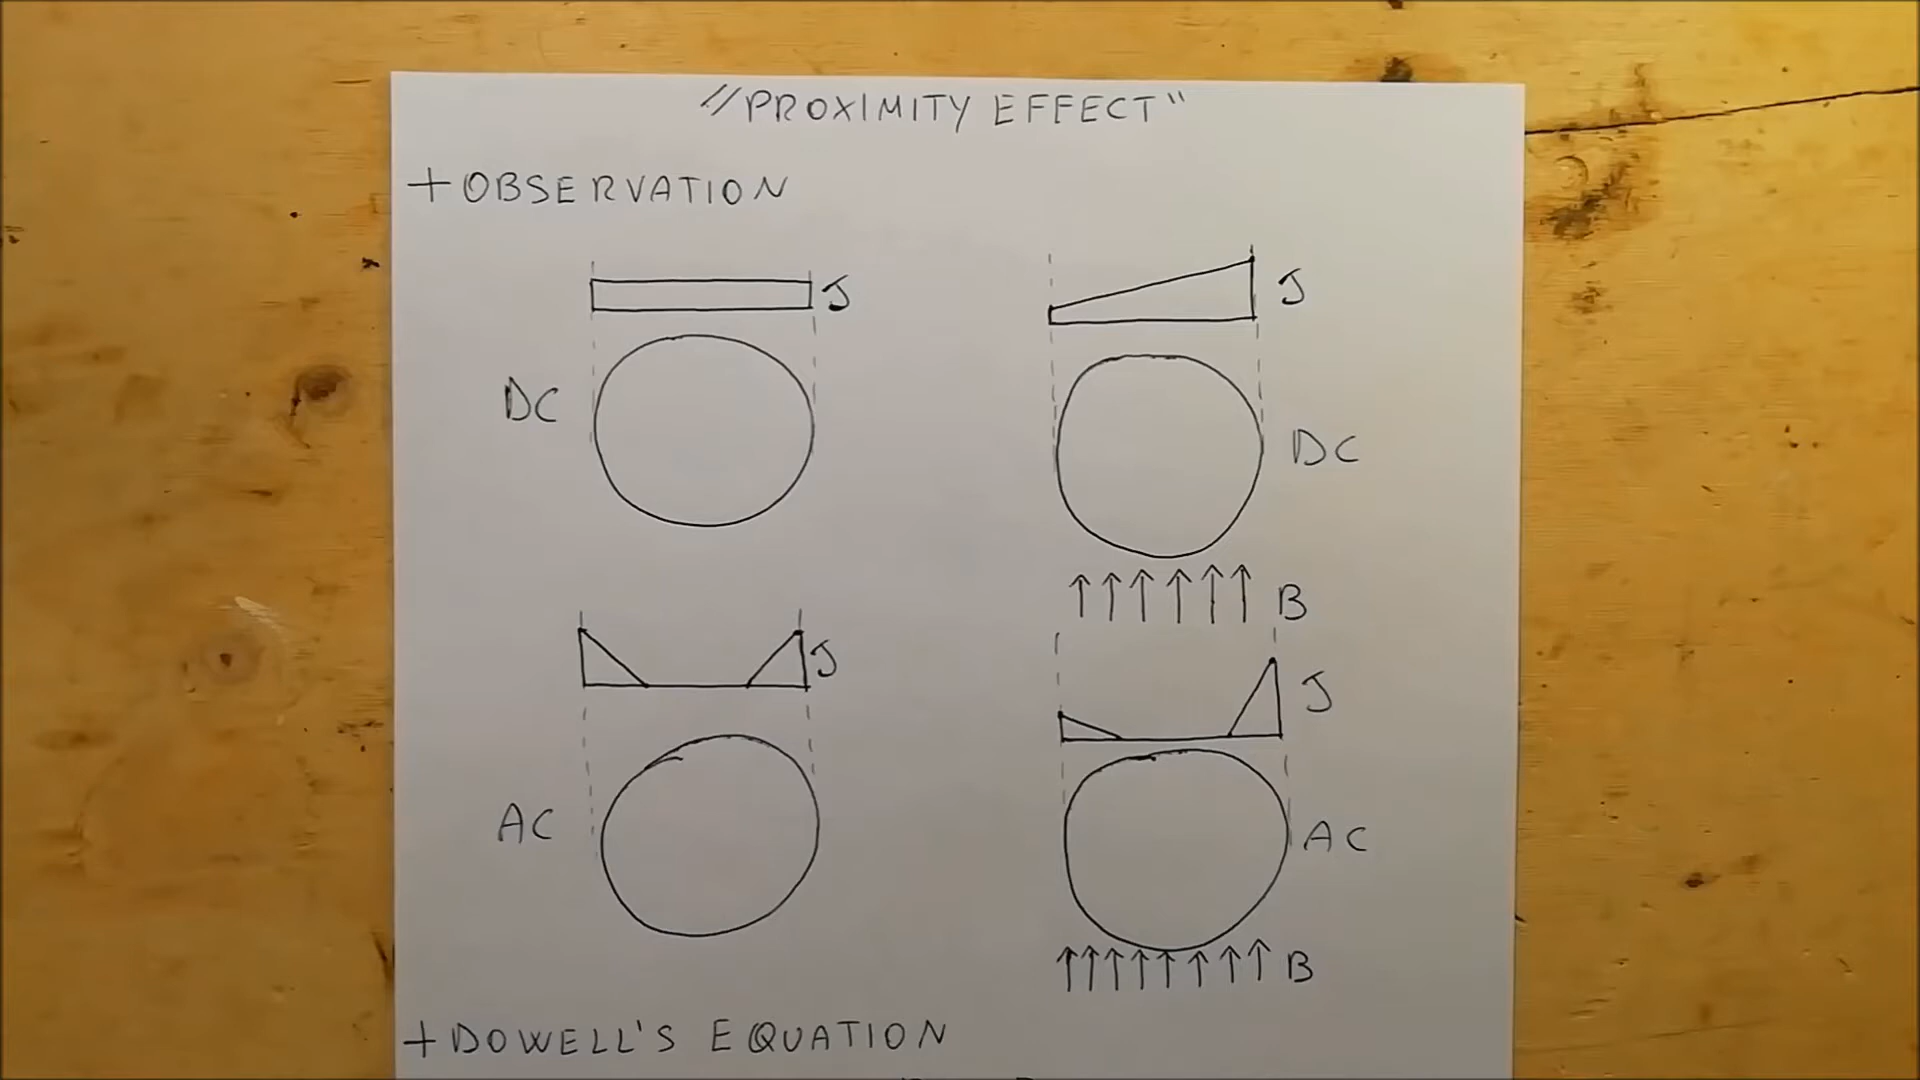 "PROXIMITY EFFECT"
+OBSERVATION
J
J
DC
DC
B
J
J
AC
AC
B
+DOWELL'S EQUATION